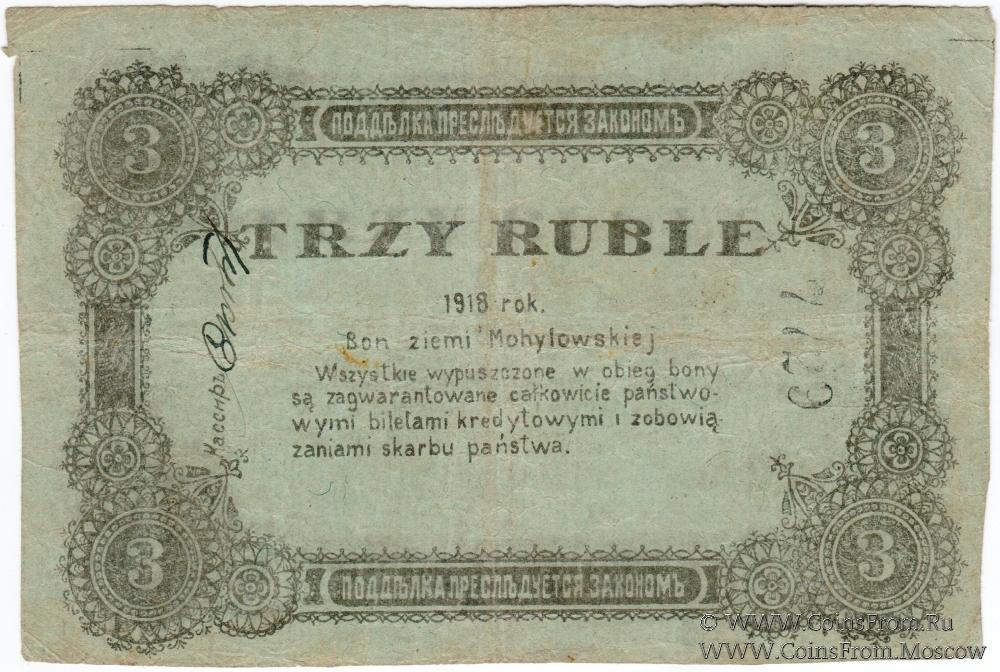 3
ПОДДѢЛКА ПРЕСЛѢДУЕТСЯ ЗАКОНОМЪ
3
TRZY RUBLE
1918 rok.
Bon ziemi Mohylowskiej
Wszystkie wypuszczone w obieg bony
są zagwarantowane całkowicie państwo-
wymi biletami kredytowymi i zobowią-
zaniami skarbu państwa.
Кассиръ
3
ПОДДѢЛКА ПРЕСЛѢДУЕТСЯ ЗАКОНОМЪ
3
© WWW.CoinsFrom.Ru
WWW.CoinsFrom.Moscow